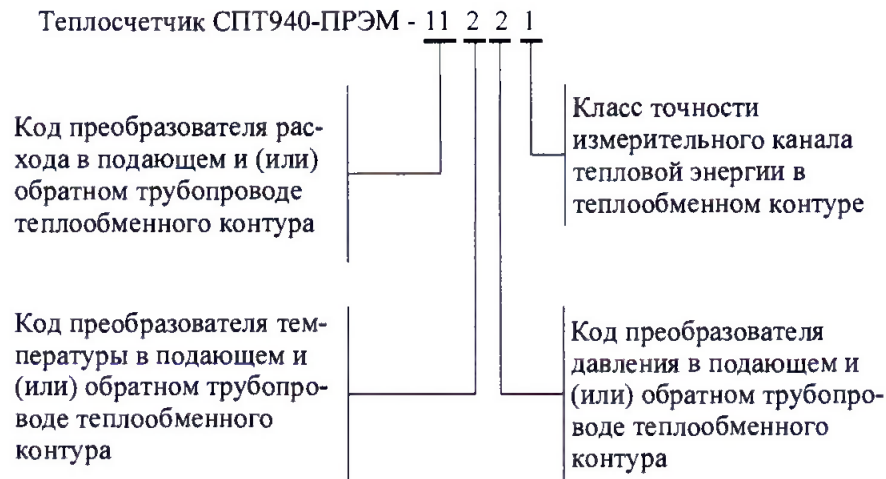 Теплосчетчик СПТ940-ПРЭМ - 11 2 2 1
Код преобразователя рас-
хода в подающем и (или)
обратном трубопроводе
теплообменного контура
Класс точности
измерительного канала
тепловой энергии в
теплообменном контуре
Код преобразователя тем-
пературы в подающем и
(или) обратном трубопро-
воде теплообменного
контура
Код преобразователя
давления в подающем и
(или) обратном трубопро-
воде теплообменного
контура